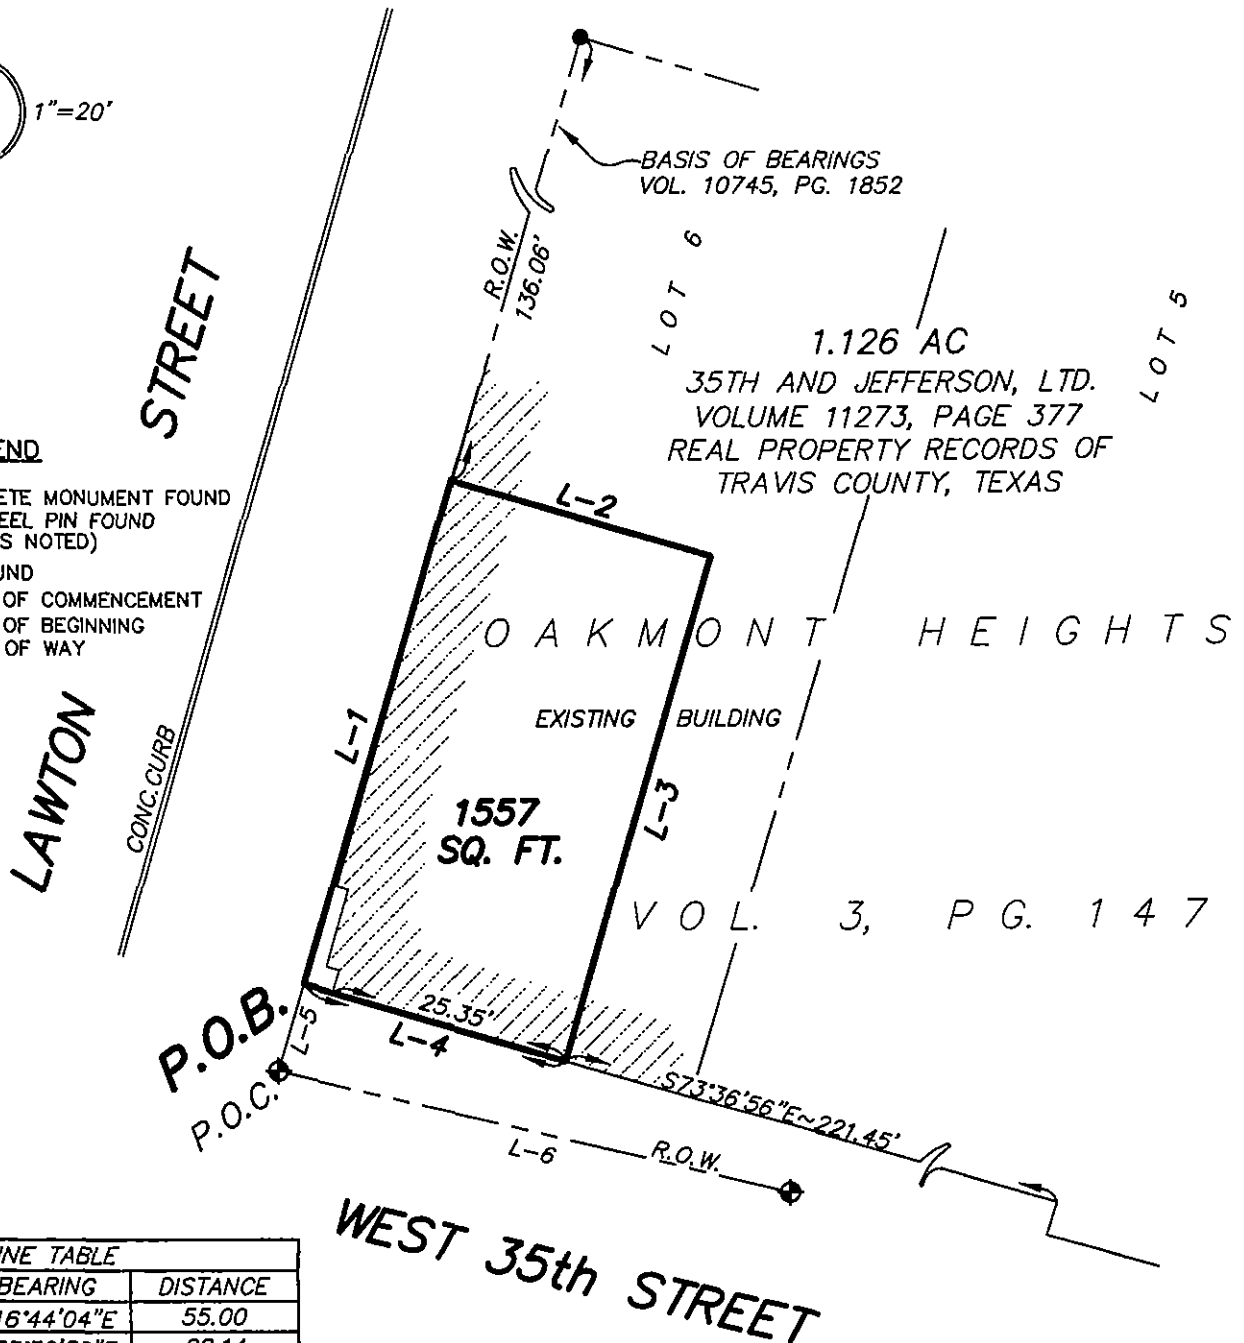 1"=20'
BASIS OF BEARINGS
VOL. 10745, PG. 1852
R.O.W.
136.06'
LOT 6
LOT 5
STREET
1.126 AC
35TH AND JEFFERSON, LTD.
VOLUME 11273, PAGE 377
REAL PROPERTY RECORDS OF
TRAVIS COUNTY, TEXAS
END
ETE MONUMENT FOUND
EEL PIN FOUND
S NOTED)
UND
OF COMMENCEMENT
OF BEGINNING
OF WAY
L-2
OAKMONT HEIGHTS
LAWTON
CONC. CURB
L-1
EXISTING BUILDING
L-3
1557
SQ. FT.
VOL. 3, PG. 147
P.O.B.
L-5
25.35'
L-4
P.O.C.
S73°36'56"E~221.45'
L-6
R.O.W.
WEST 35th STREET
INE TABLE
BEARING DISTANCE
16°44'04"E 55.00